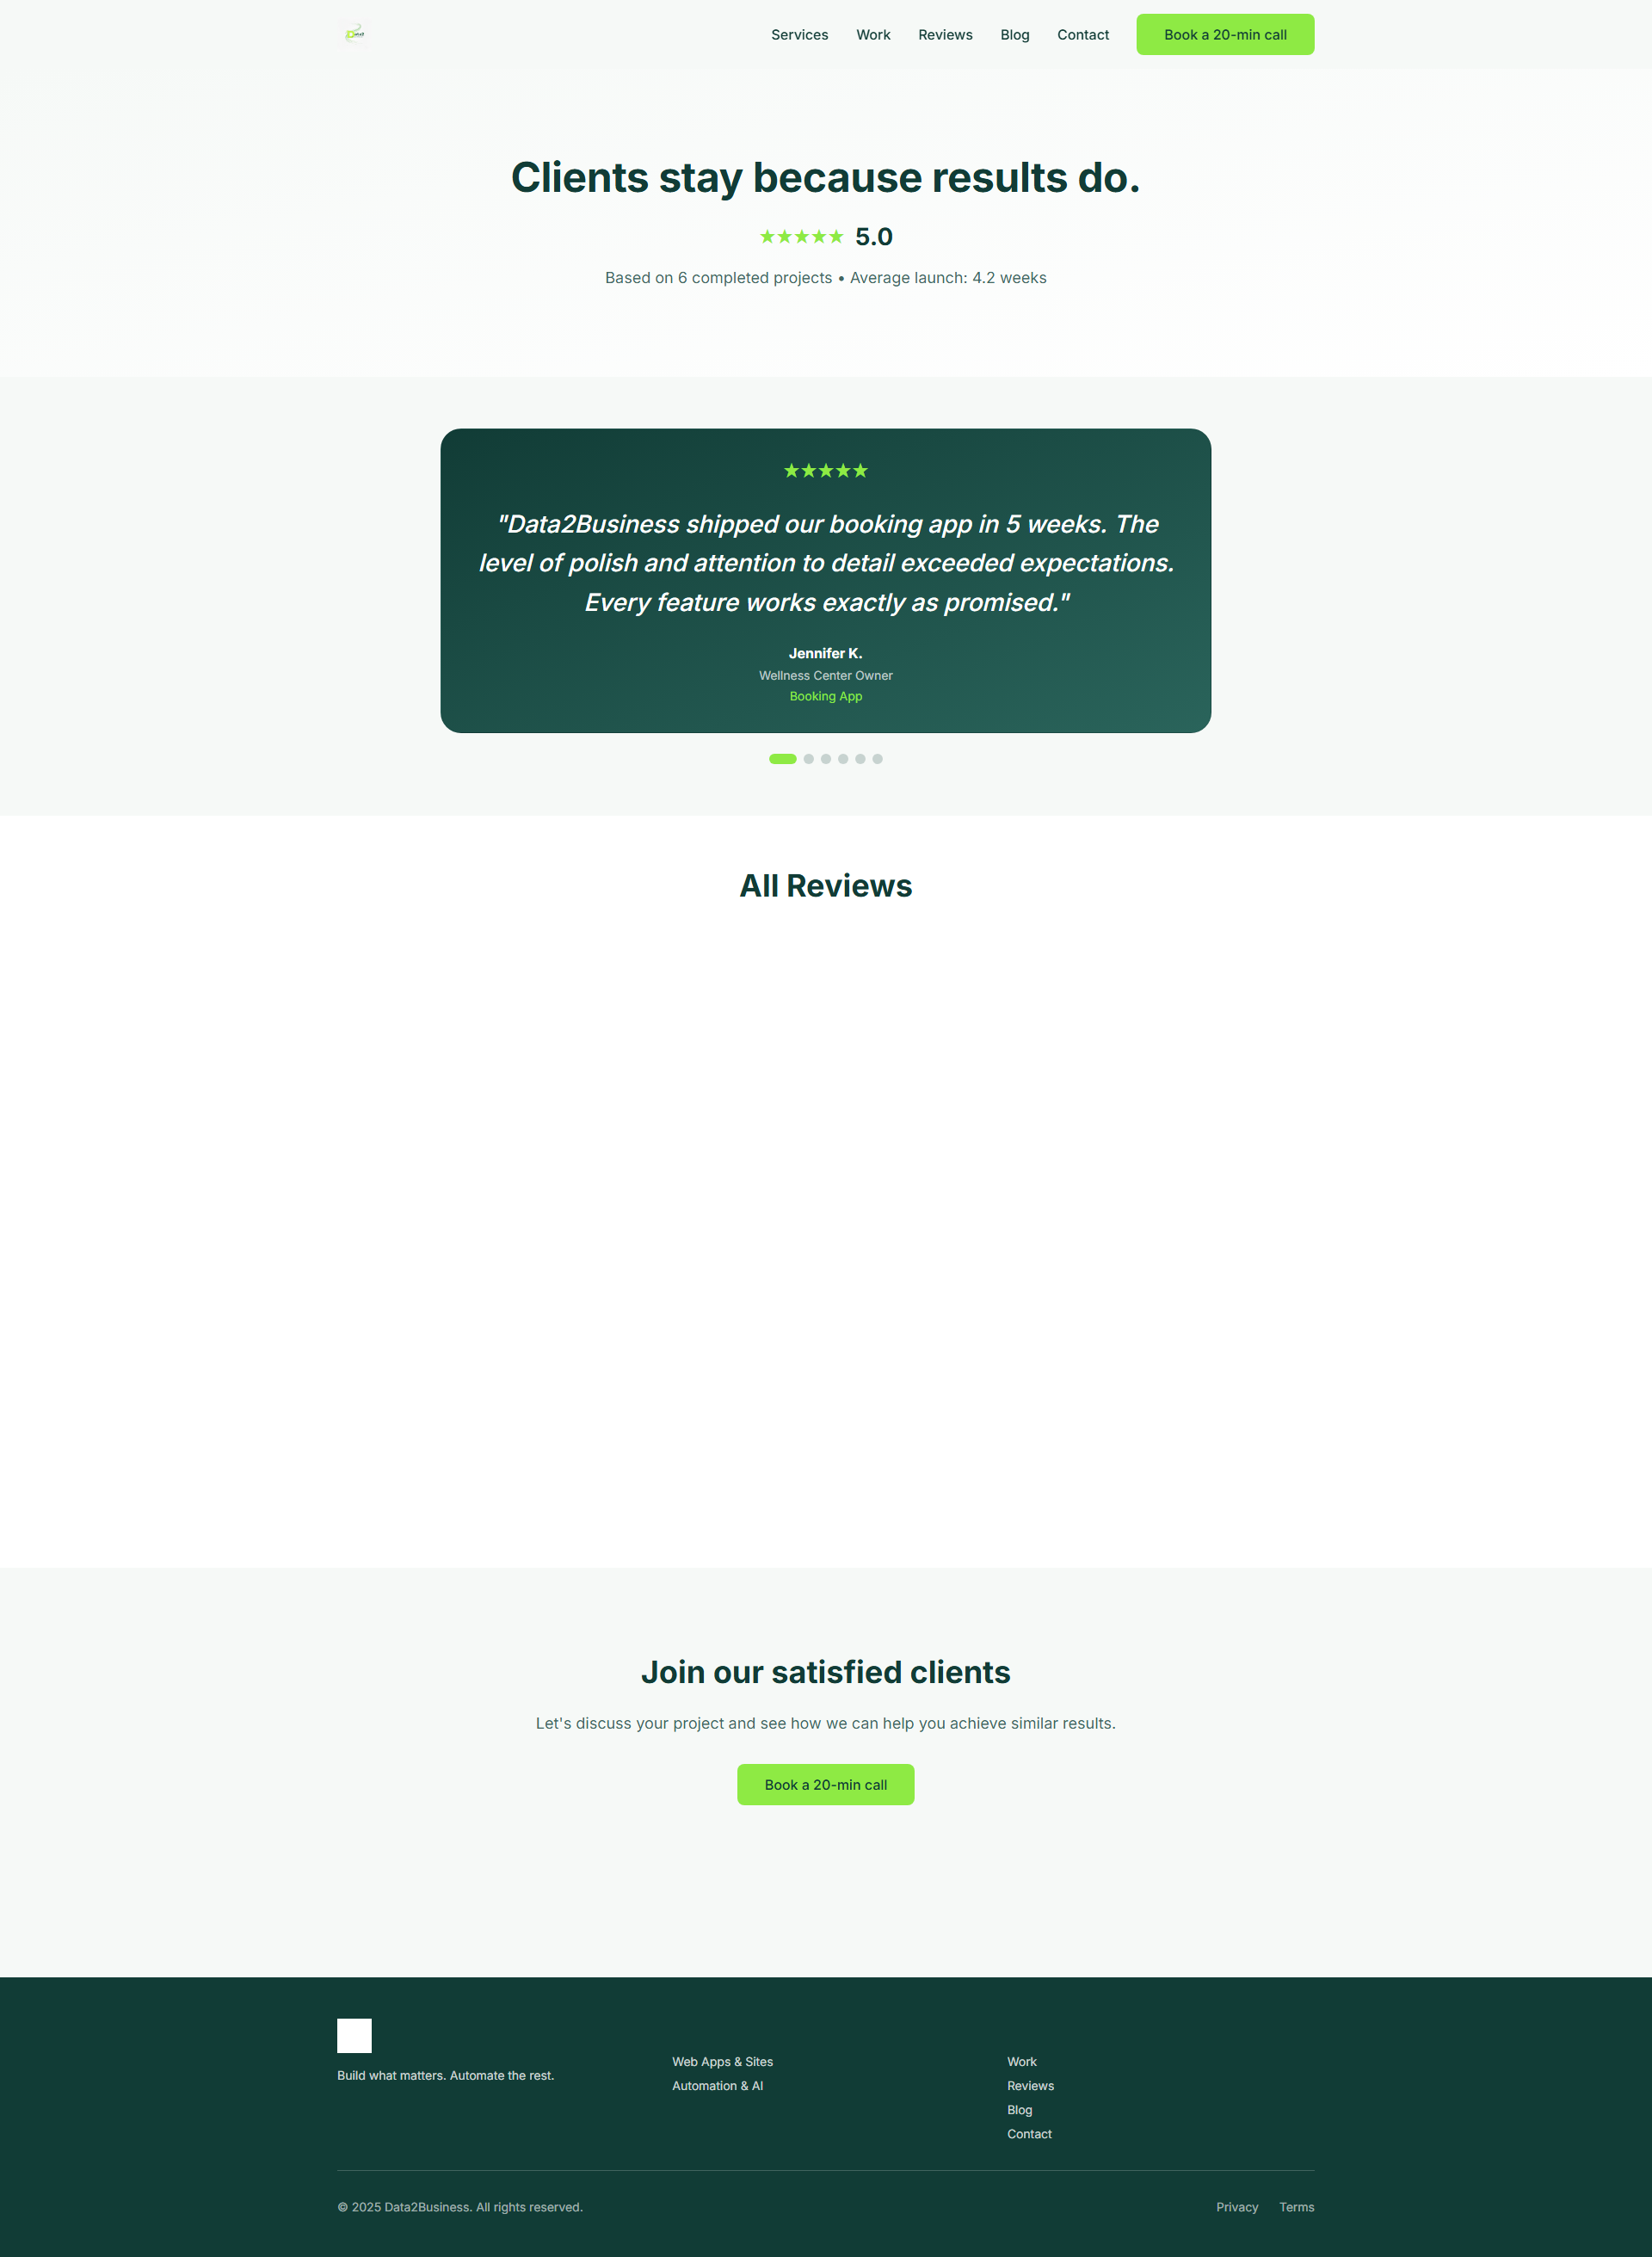 Services Work Reviews Blog Contact Book a 20-min call
Clients stay because results do.
★★★★★ 5.0
Based on 6 completed projects • Average launch: 4.2 weeks
★★★★★
"Data2Business shipped our booking app in 5 weeks. The
level of polish and attention to detail exceeded expectations.
Every feature works exactly as promised."
Jennifer K.
Wellness Center Owner
Booking App
All Reviews
Join our satisfied clients
Let's discuss your project and see how we can help you achieve similar results.
Book a 20-min call
Build what matters. Automate the rest.
Web Apps & Sites
Automation & AI
Work
Reviews
Blog
Contact
© 2025 Data2Business. All rights reserved.
Privacy Terms